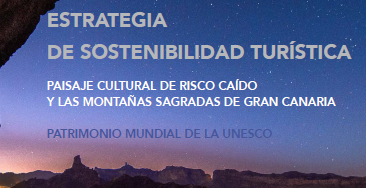 ESTRATEGIA
DE SOSTENIBILIDAD TURÍSTICA
PAISAJE CULTURAL DE RISCO CAÍDO
Y LAS MONTAÑAS SAGRADAS DE GRAN CANARIA
PATRIMONIO MUNDIAL DE LA UNESCO